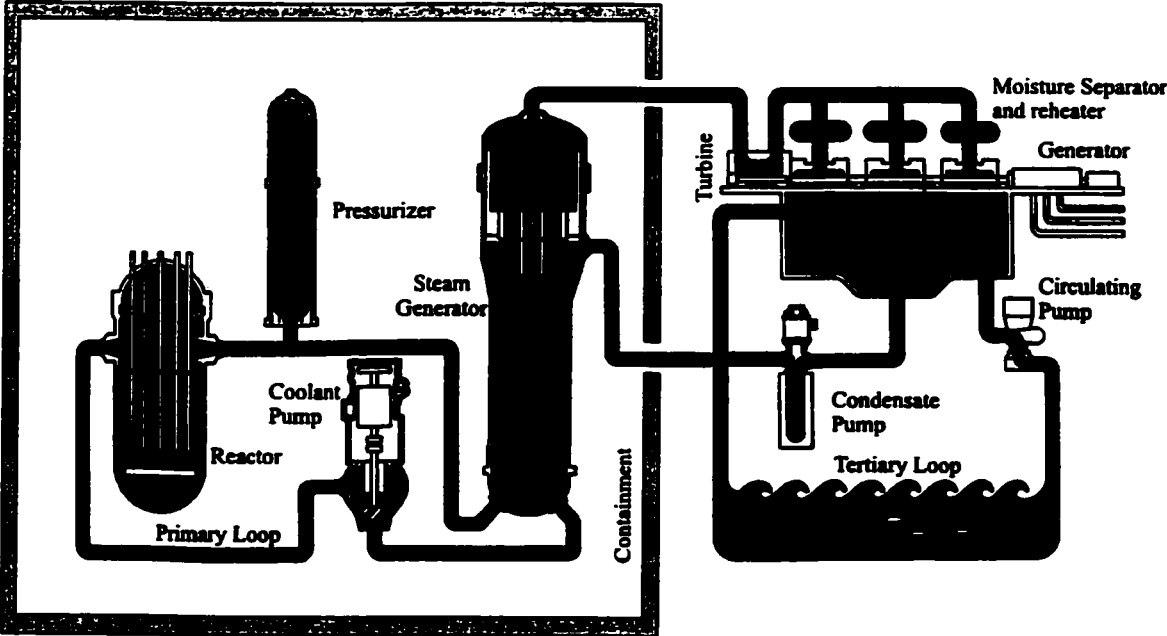 Moisture Separator
and reheater
Generator
Turbine
Pressurizer
Steam
Generator
Circulating
Pump
Coolant
Pump
Condensate
Pump
Reactor
Tertiary Loop
Primary Loop
Containment